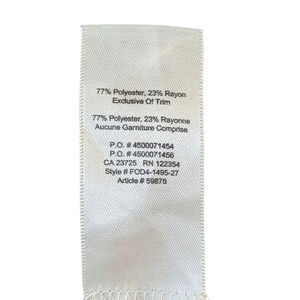 77% Polyester, 23% Rayon
Exclusive Of Trim
77% Polyester, 23% Rayonne
Aucune Garniture Comprise
P.O. # 4500071454
P.O. # 4500071456
CA 23725 RN 122354
Style # FOD4-1495-27
Article # 59878